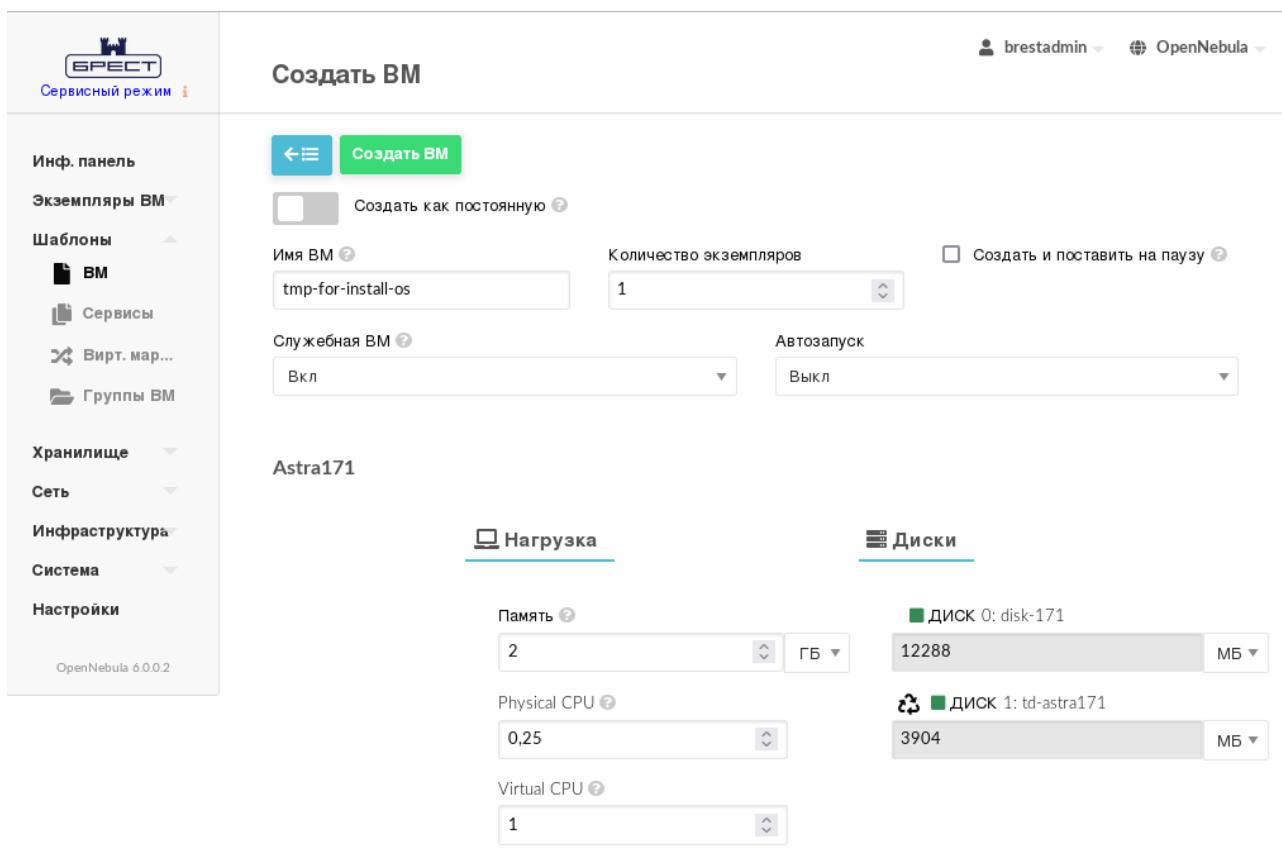 БРЕСТ
Сервисный режим i
brestadmin
OpenNebula
Создать ВМ
Инф. панель
Экземпляры ВМ
Шаблоны
ВМ
Сервисы
Вирт. мар...
Группы ВМ
Хранилище
Сеть
Инфраструктура
Система
Настройки
OpenNebula 6.0.0.2
Создать ВМ
Создать как постоянную ?
Имя ВМ ?
tmp-for-install-os
Количество экземпляров
1
Создать и поставить на паузу ?
Служебная ВМ ?
Вкл
Автозапуск
Выкл
Astra171
Нагрузка
Память ?
2 ГБ
Physical CPU ?
0,25
Virtual CPU ?
1
Диски
ДИСК 0: disk-171
12288 МБ
ДИСК 1: td-astra171
3904 МБ